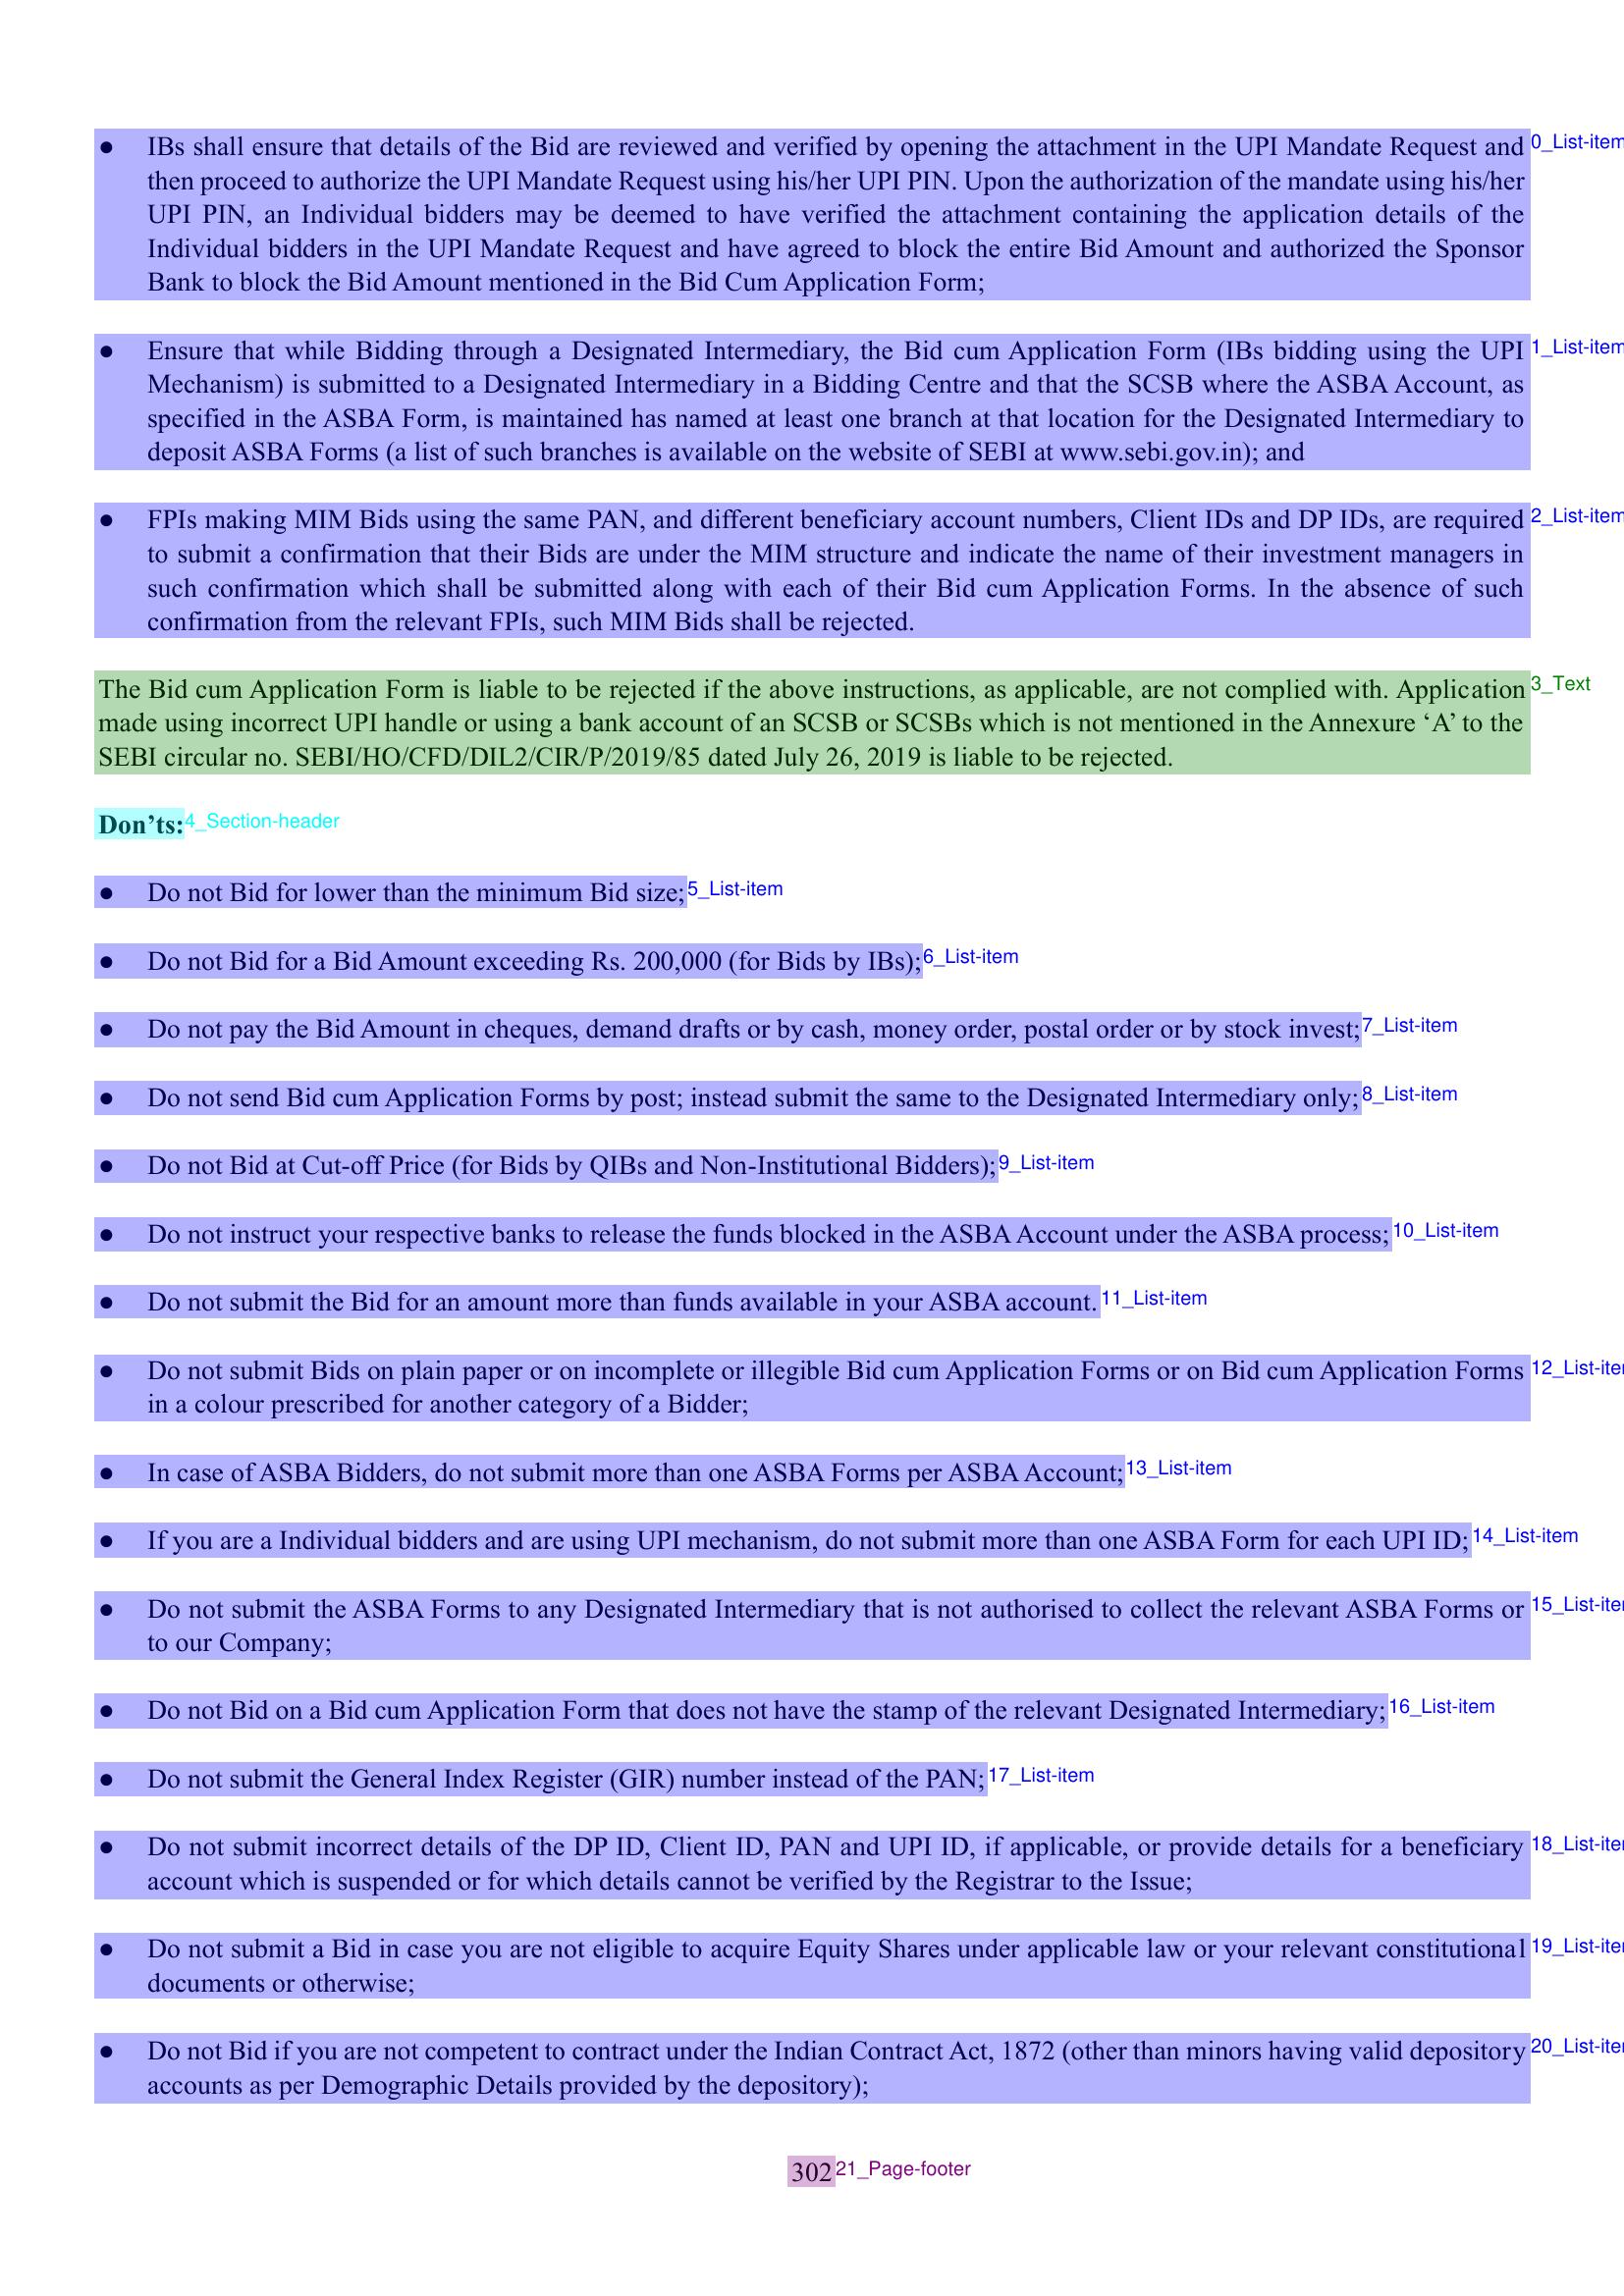 ● IBs shall ensure that details of the Bid are reviewed and verified by opening the attachment in the UPI Mandate Request and 0_List-item
then proceed to authorize the UPI Mandate Request using his/her UPI PIN. Upon the authorization of the mandate using his/her
UPI PIN, an Individual bidders may be deemed to have verified the attachment containing the application details of the
Individual bidders in the UPI Mandate Request and have agreed to block the entire Bid Amount and authorized the Sponsor
Bank to block the Bid Amount mentioned in the Bid Cum Application Form;
● Ensure that while Bidding through a Designated Intermediary, the Bid cum Application Form (IBs bidding using the UPI 1_List-item
Mechanism) is submitted to a Designated Intermediary in a Bidding Centre and that the SCSB where the ASBA Account, as
specified in the ASBA Form, is maintained has named at least one branch at that location for the Designated Intermediary to
deposit ASBA Forms (a list of such branches is available on the website of SEBI at www.sebi.gov.in); and
● FPIs making MIM Bids using the same PAN, and different beneficiary account numbers, Client IDs and DP IDs, are required 2_List-item
to submit a confirmation that their Bids are under the MIM structure and indicate the name of their investment managers in
such confirmation which shall be submitted along with each of their Bid cum Application Forms. In the absence of such
confirmation from the relevant FPIs, such MIM Bids shall be rejected.
The Bid cum Application Form is liable to be rejected if the above instructions, as applicable, are not complied with. Application 3_Text
made using incorrect UPI handle or using a bank account of an SCSB or SCSBs which is not mentioned in the Annexure ‘A’ to the
SEBI circular no. SEBI/HO/CFD/DIL2/CIR/P/2019/85 dated July 26, 2019 is liable to be rejected.
Don’ts: 4_Section-header
● Do not Bid for lower than the minimum Bid size; 5_List-item
● Do not Bid for a Bid Amount exceeding Rs. 200,000 (for Bids by IBs); 6_List-item
● Do not pay the Bid Amount in cheques, demand drafts or by cash, money order, postal order or by stock invest; 7_List-item
● Do not send Bid cum Application Forms by post; instead submit the same to the Designated Intermediary only; 8_List-item
● Do not Bid at Cut-off Price (for Bids by QIBs and Non-Institutional Bidders); 9_List-item
● Do not instruct your respective banks to release the funds blocked in the ASBA Account under the ASBA process; 10_List-item
● Do not submit the Bid for an amount more than funds available in your ASBA account. 11_List-item
● Do not submit Bids on plain paper or on incomplete or illegible Bid cum Application Forms or on Bid cum Application Forms 12_List-iter
in a colour prescribed for another category of a Bidder;
● In case of ASBA Bidders, do not submit more than one ASBA Forms per ASBA Account; 13_List-item
● If you are a Individual bidders and are using UPI mechanism, do not submit more than one ASBA Form for each UPI ID; 14_List-item
● Do not submit the ASBA Forms to any Designated Intermediary that is not authorised to collect the relevant ASBA Forms or 15_List-iter
to our Company;
● Do not Bid on a Bid cum Application Form that does not have the stamp of the relevant Designated Intermediary; 16_List-item
● Do not submit the General Index Register (GIR) number instead of the PAN; 17_List-item
● Do not submit incorrect details of the DP ID, Client ID, PAN and UPI ID, if applicable, or provide details for a beneficiary 18_List-iter
account which is suspended or for which details cannot be verified by the Registrar to the Issue;
● Do not submit a Bid in case you are not eligible to acquire Equity Shares under applicable law or your relevant constitutional 19_List-iter
documents or otherwise;
● Do not Bid if you are not competent to contract under the Indian Contract Act, 1872 (other than minors having valid depository 20_List-iter
accounts as per Demographic Details provided by the depository);
302 21_Page-footer